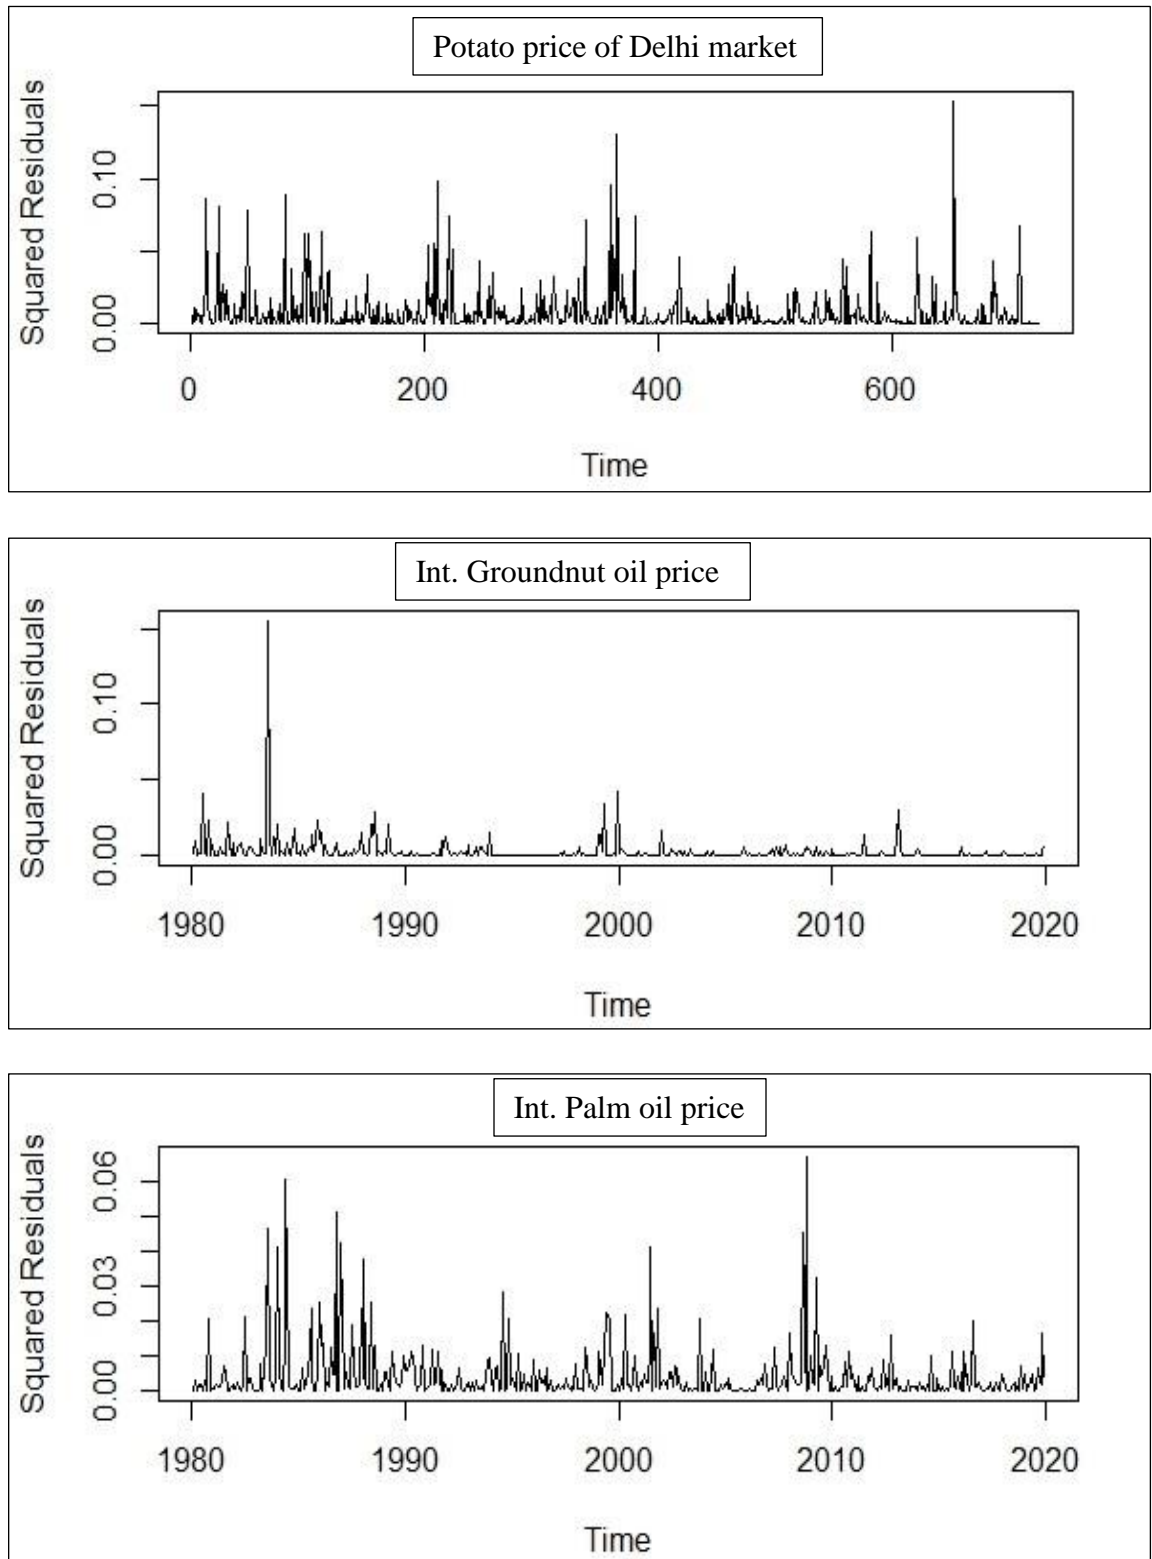 Potato price of Delhi market
Squared Residuals
0.10
0.00
0 200 400 600
Time
Int. Groundnut oil price
Squared Residuals
0.10
0.00
1980 1990 2000 2010 2020
Time
Int. Palm oil price
Squared Residuals
0.06
0.03
0.00
1980 1990 2000 2010 2020
Time